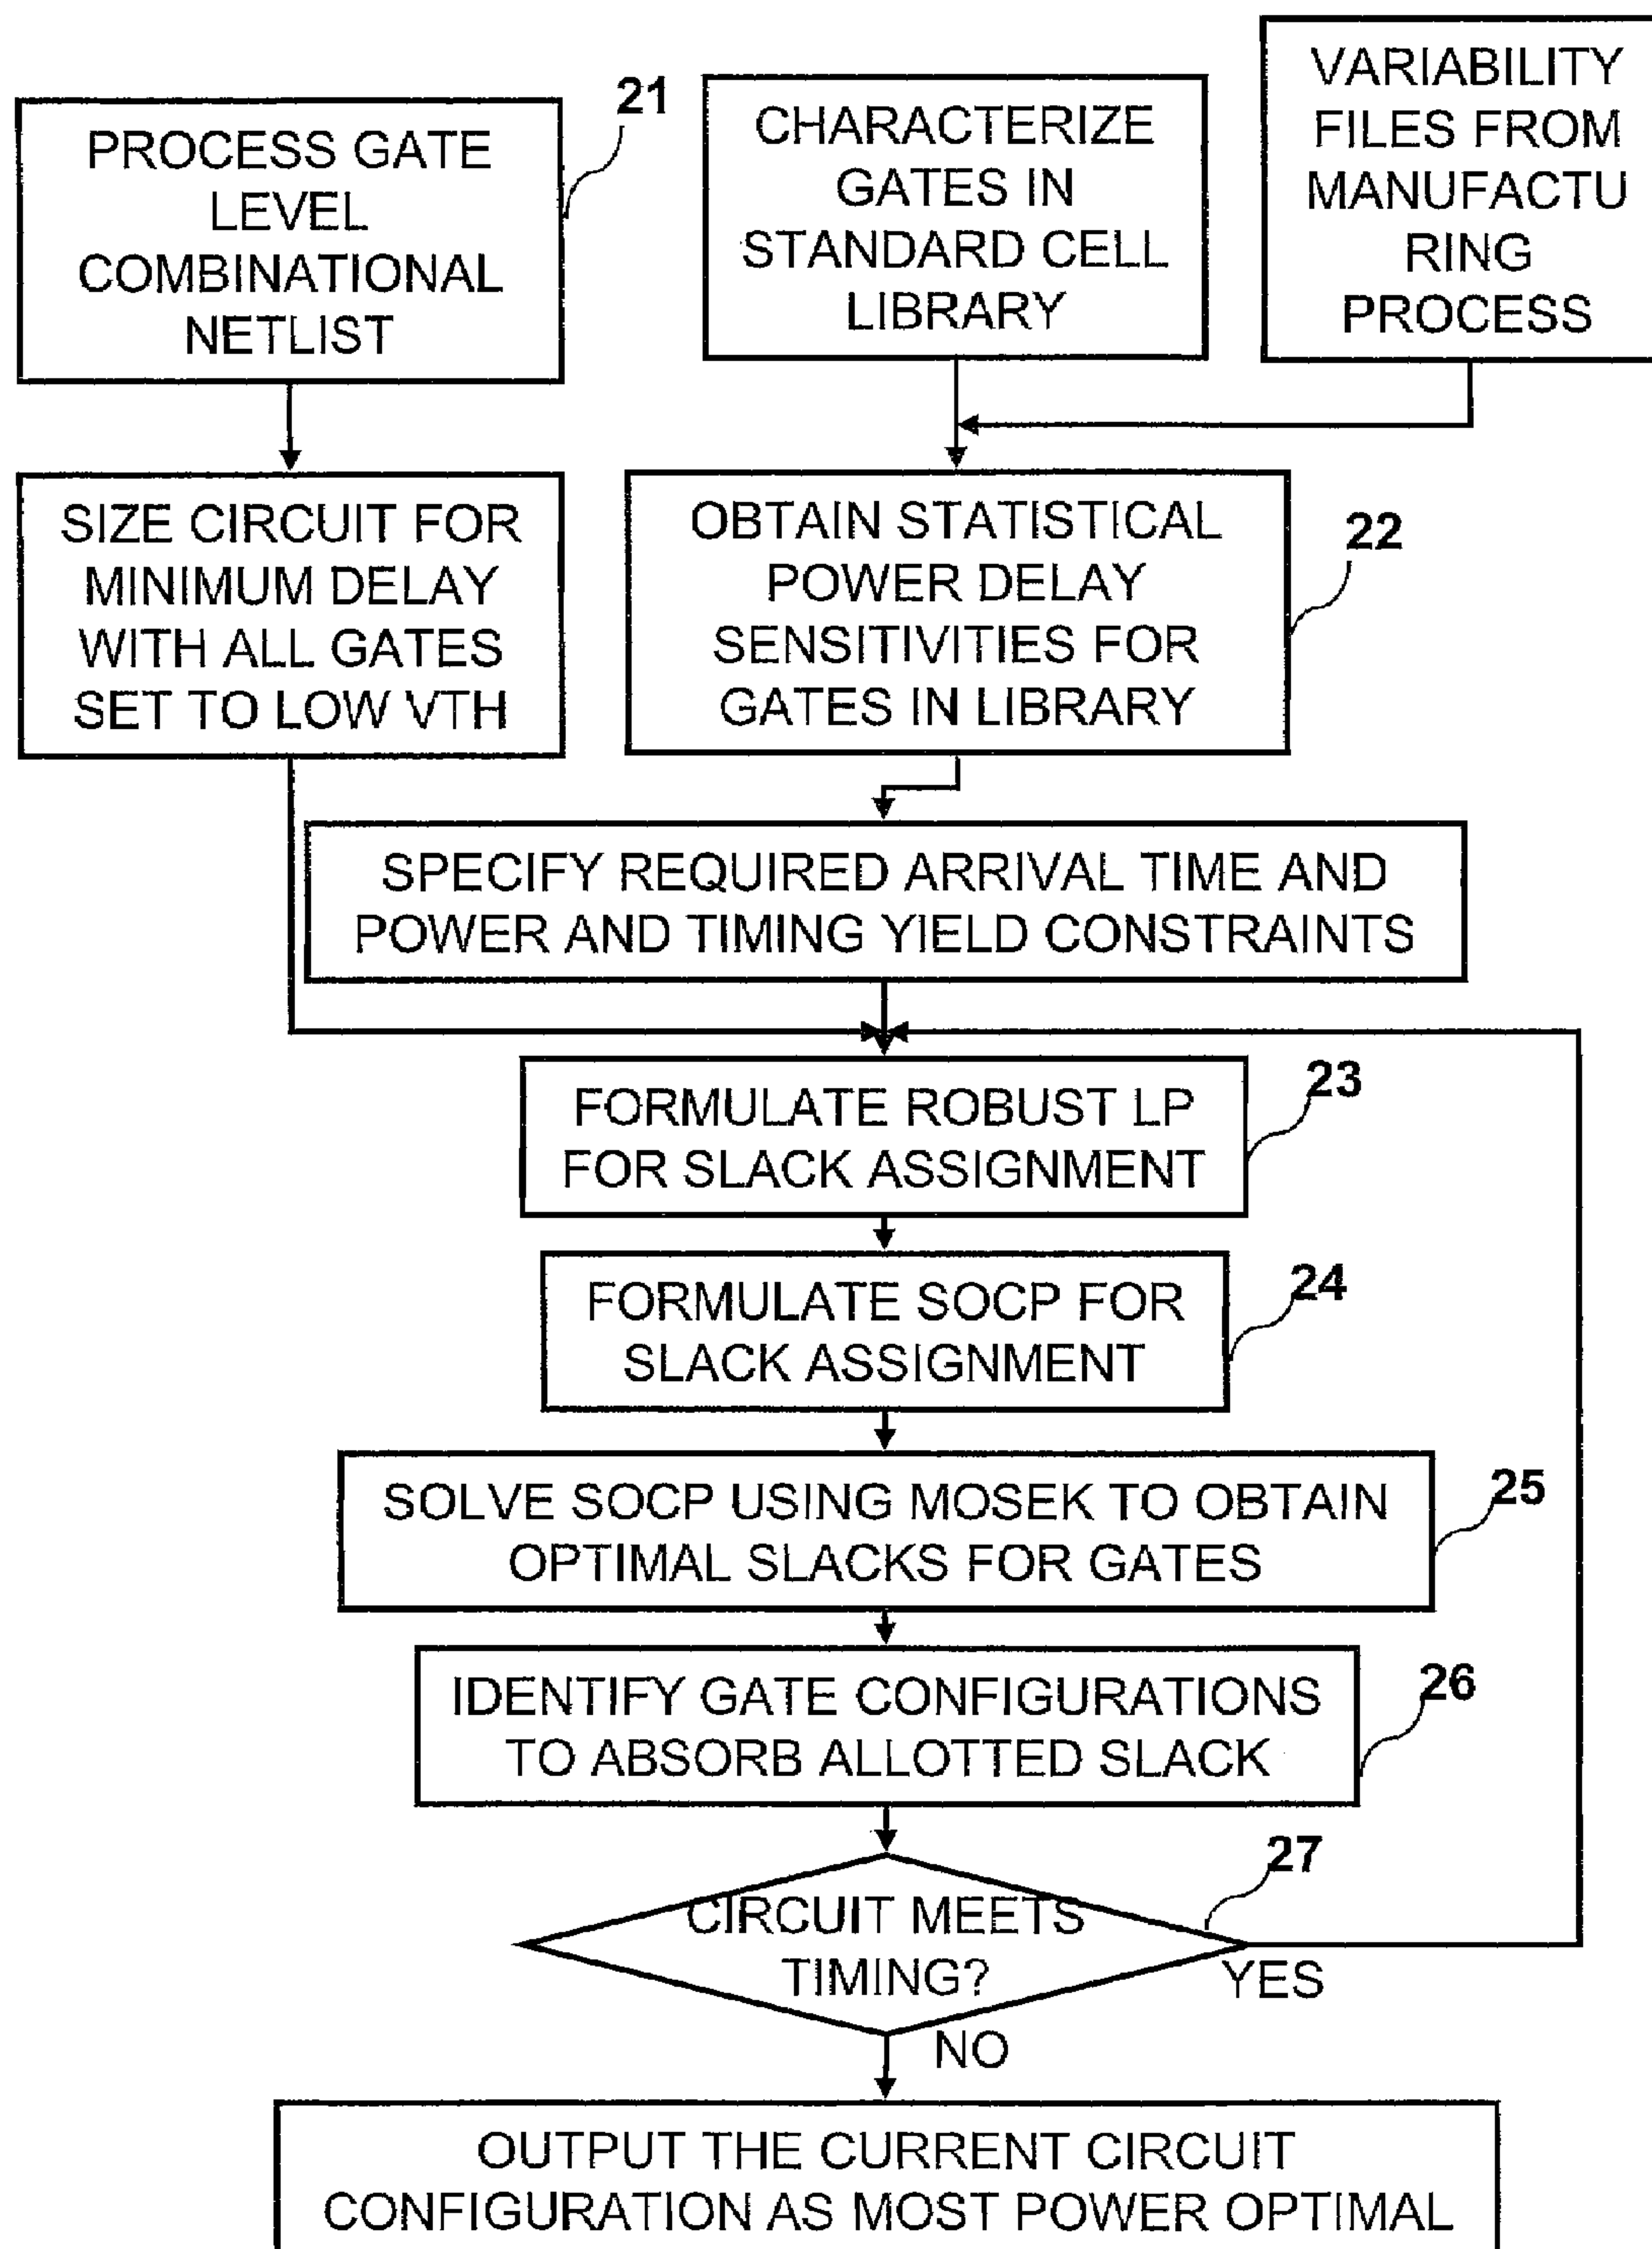 PROCESS GATE
LEVEL
COMBINATIONAL
NETLIST
21
CHARACTERIZE
GATES IN
STANDARD CELL
LIBRARY
VARIABILITY
FILES FROM
MANUFACTU
RING
PROCESS
SIZE CIRCUIT FOR
MINIMUM DELAY
WITH ALL GATES
SET TO LOW VTH
OBTAIN STATISTICAL
POWER DELAY
SENSITIVITIES FOR
GATES IN LIBRARY
22
SPECIFY REQUIRED ARRIVAL TIME AND
POWER AND TIMING YIELD CONSTRAINTS
FORMULATE ROBUST LP
FOR SLACK ASSIGNMENT
23
FORMULATE SOCP FOR
SLACK ASSIGNMENT
24
SOLVE SOCP USING MOSEK TO OBTAIN
OPTIMAL SLACKS FOR GATES
25
IDENTIFY GATE CONFIGURATIONS
TO ABSORB ALLOTTED SLACK
26
CIRCUIT MEETS
TIMING?
27
YES
NO
OUTPUT THE CURRENT CIRCUIT
CONFIGURATION AS MOST POWER OPTIMAL